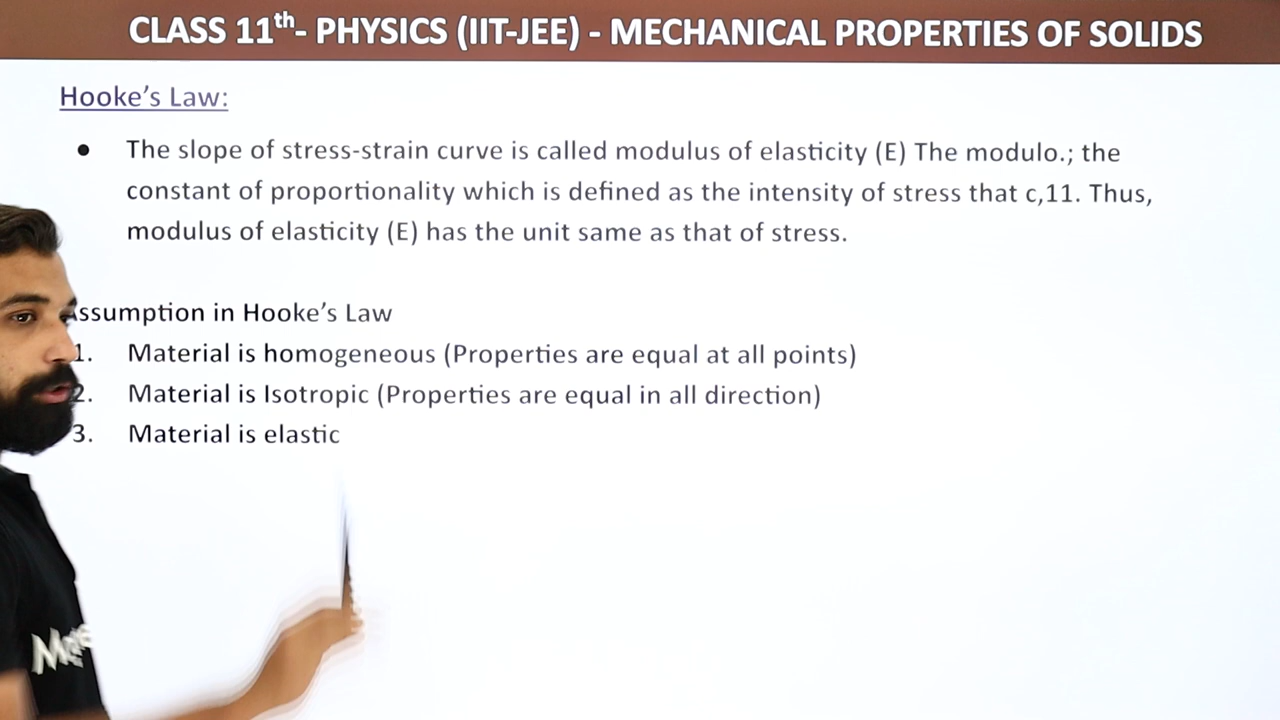 CLASS 11th- PHYSICS (IIT-JEE) - MECHANICAL PROPERTIES OF SOLIDS
Hooke's Law:
● The slope of stress-strain curve is called modulus of elasticity (E) The modulo.; the
constant of proportionality which is defined as the intensity of stress that c,11. Thus,
modulus of elasticity (E) has the unit same as that of stress.
ssumption in Hooke's Law
1. Material is homogeneous (Properties are equal at all points)
2. Material is Isotropic (Properties are equal in all direction)
3. Material is elastic